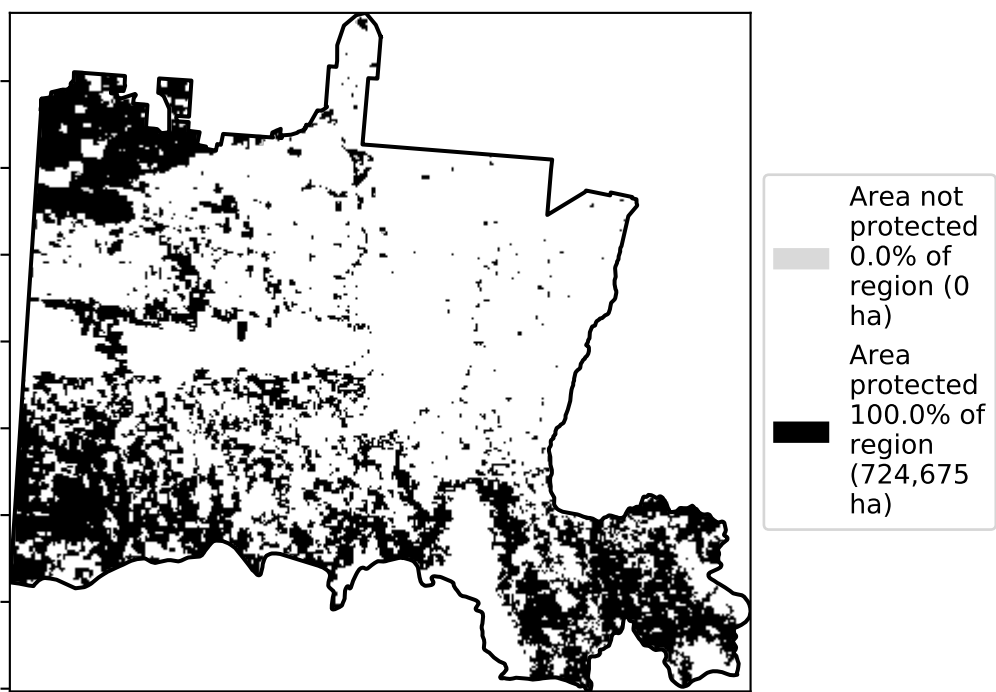 Area not
protected
0.0% of
region (0
ha)
Area
protected
100.0% of
region
(724,675
ha)